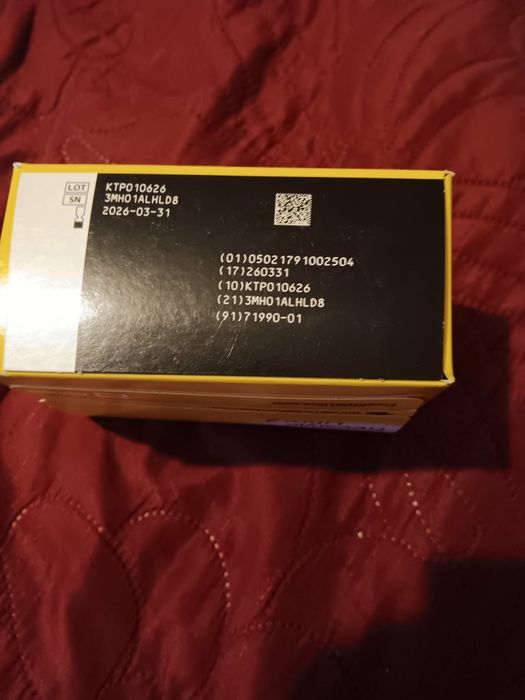 LOT
KTP010626
SN
3MH01ALHLD8
2026-03-31
(01)05021791002504
(17)260331
(10)KTP010626
(21)3MH01ALHLD8
(91)71990-01